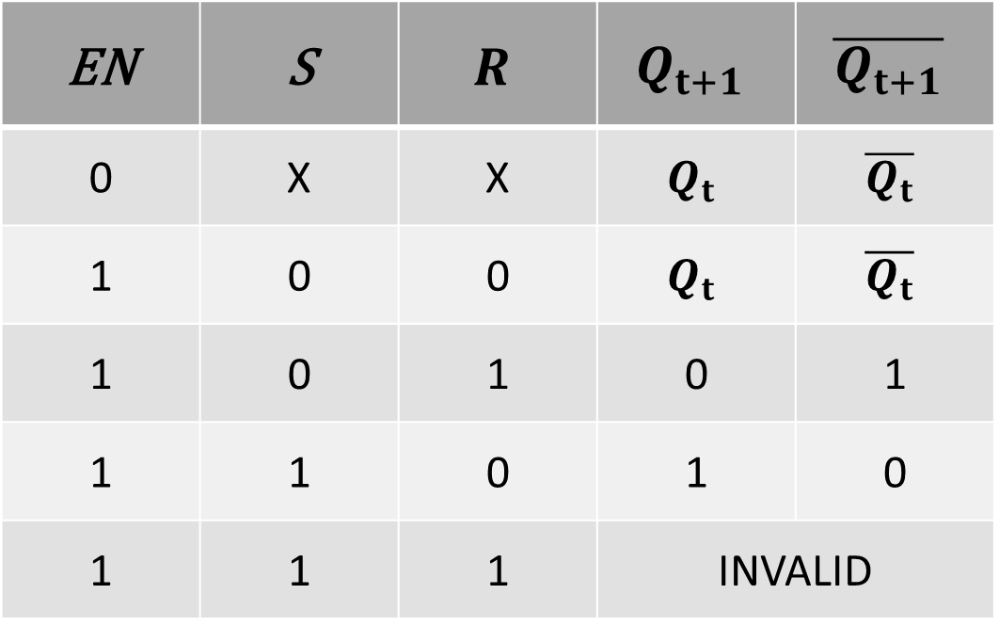 EN S R Q_{t+1} \overline{Q_{t+1}}
0 X X Q_t \overline{Q_t}
1 0 0 Q_t \overline{Q_t}
1 0 1 0 1
1 1 0 1 0
1 1 1 INVALID